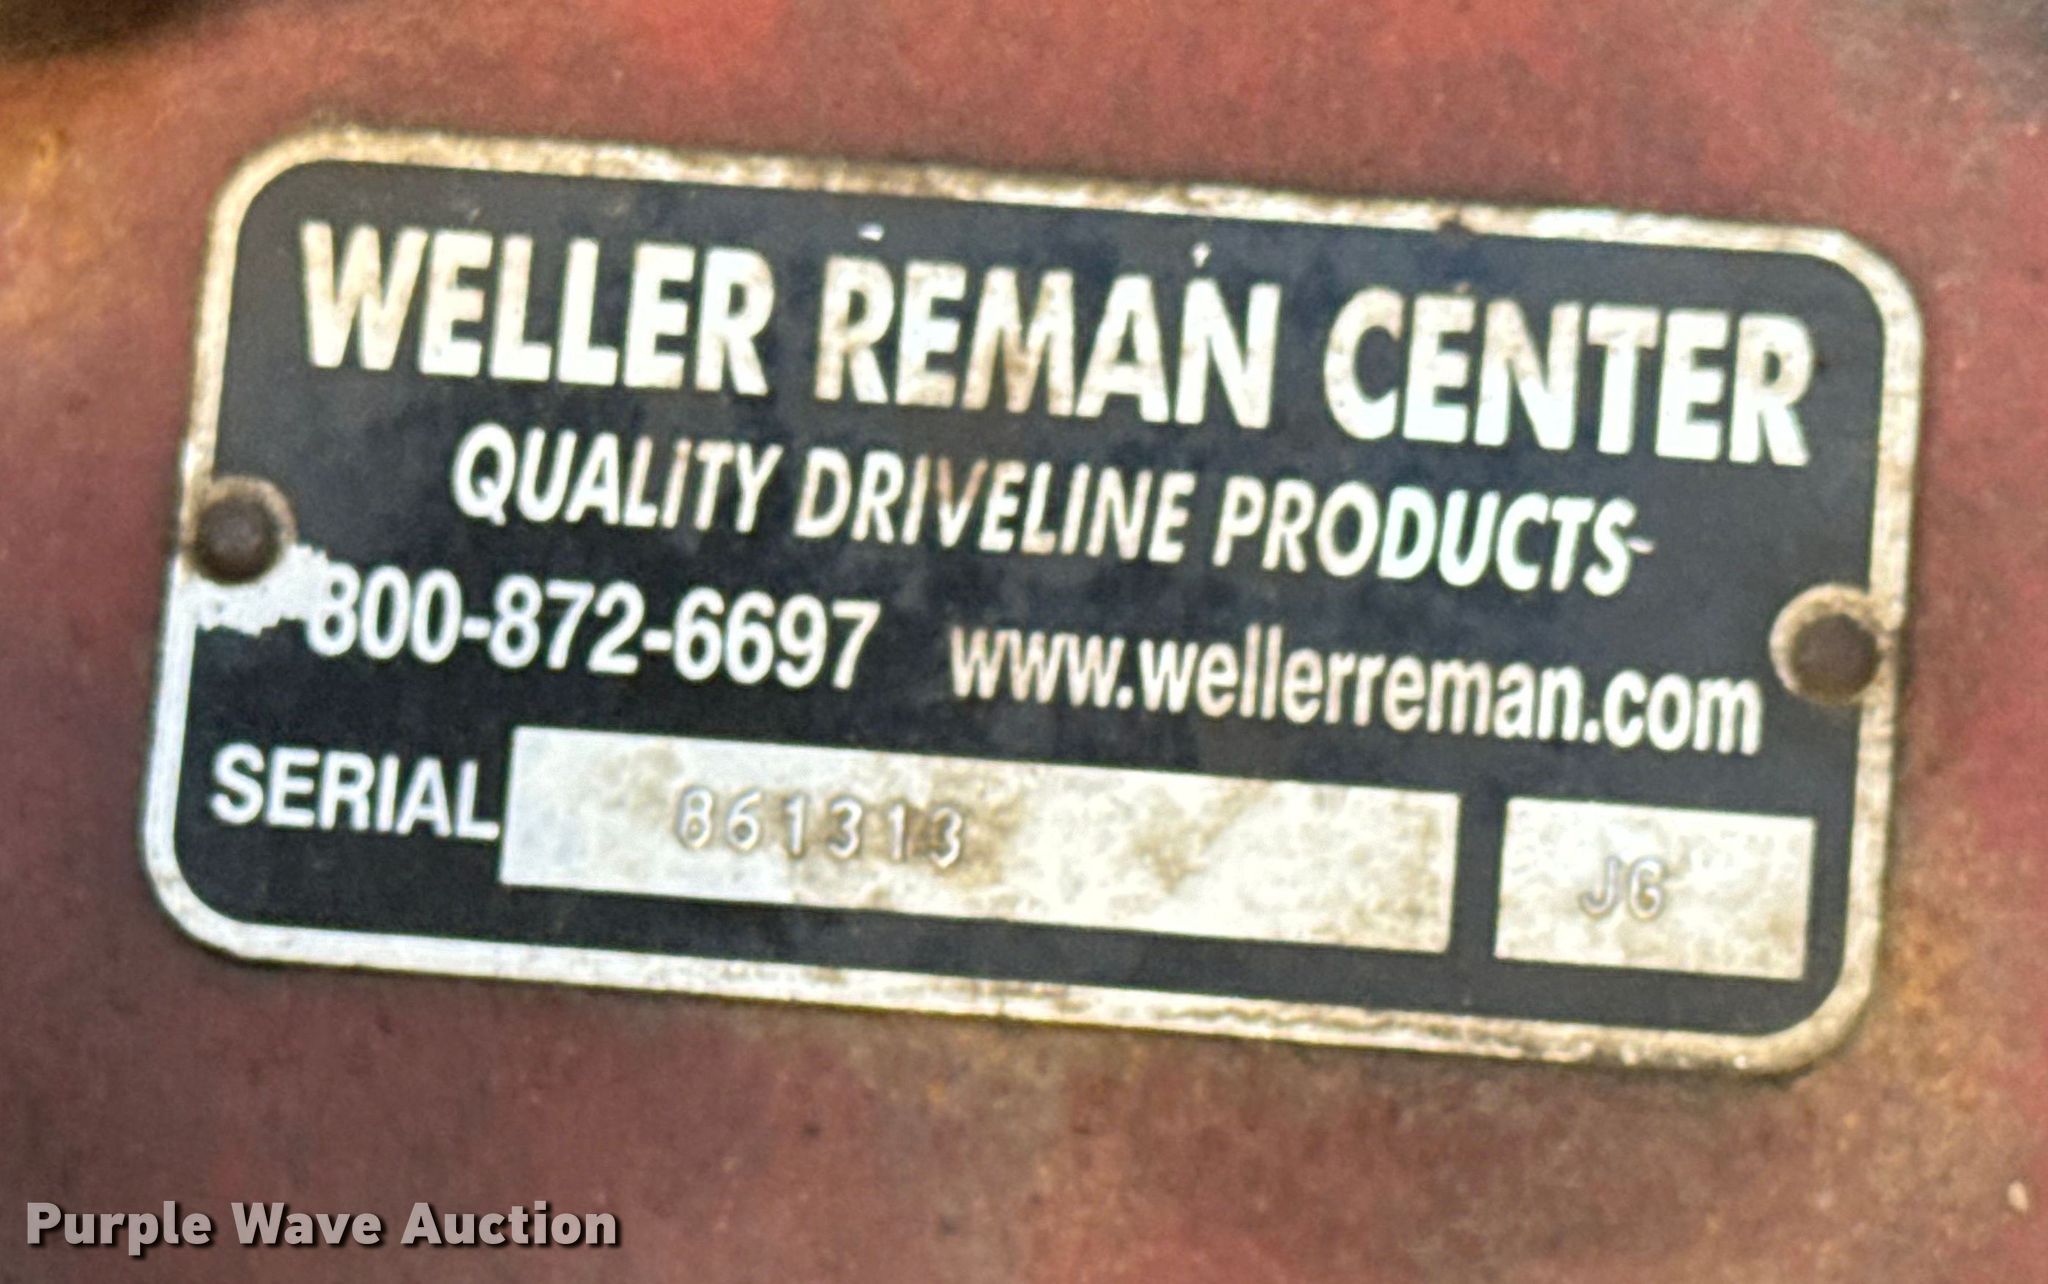 WELLER REMAN CENTER
QUALITY DRIVELINE PRODUCTS
800-872-6697 www.wellerreman.com
SERIAL 861313 JG
Purple Wave Auction